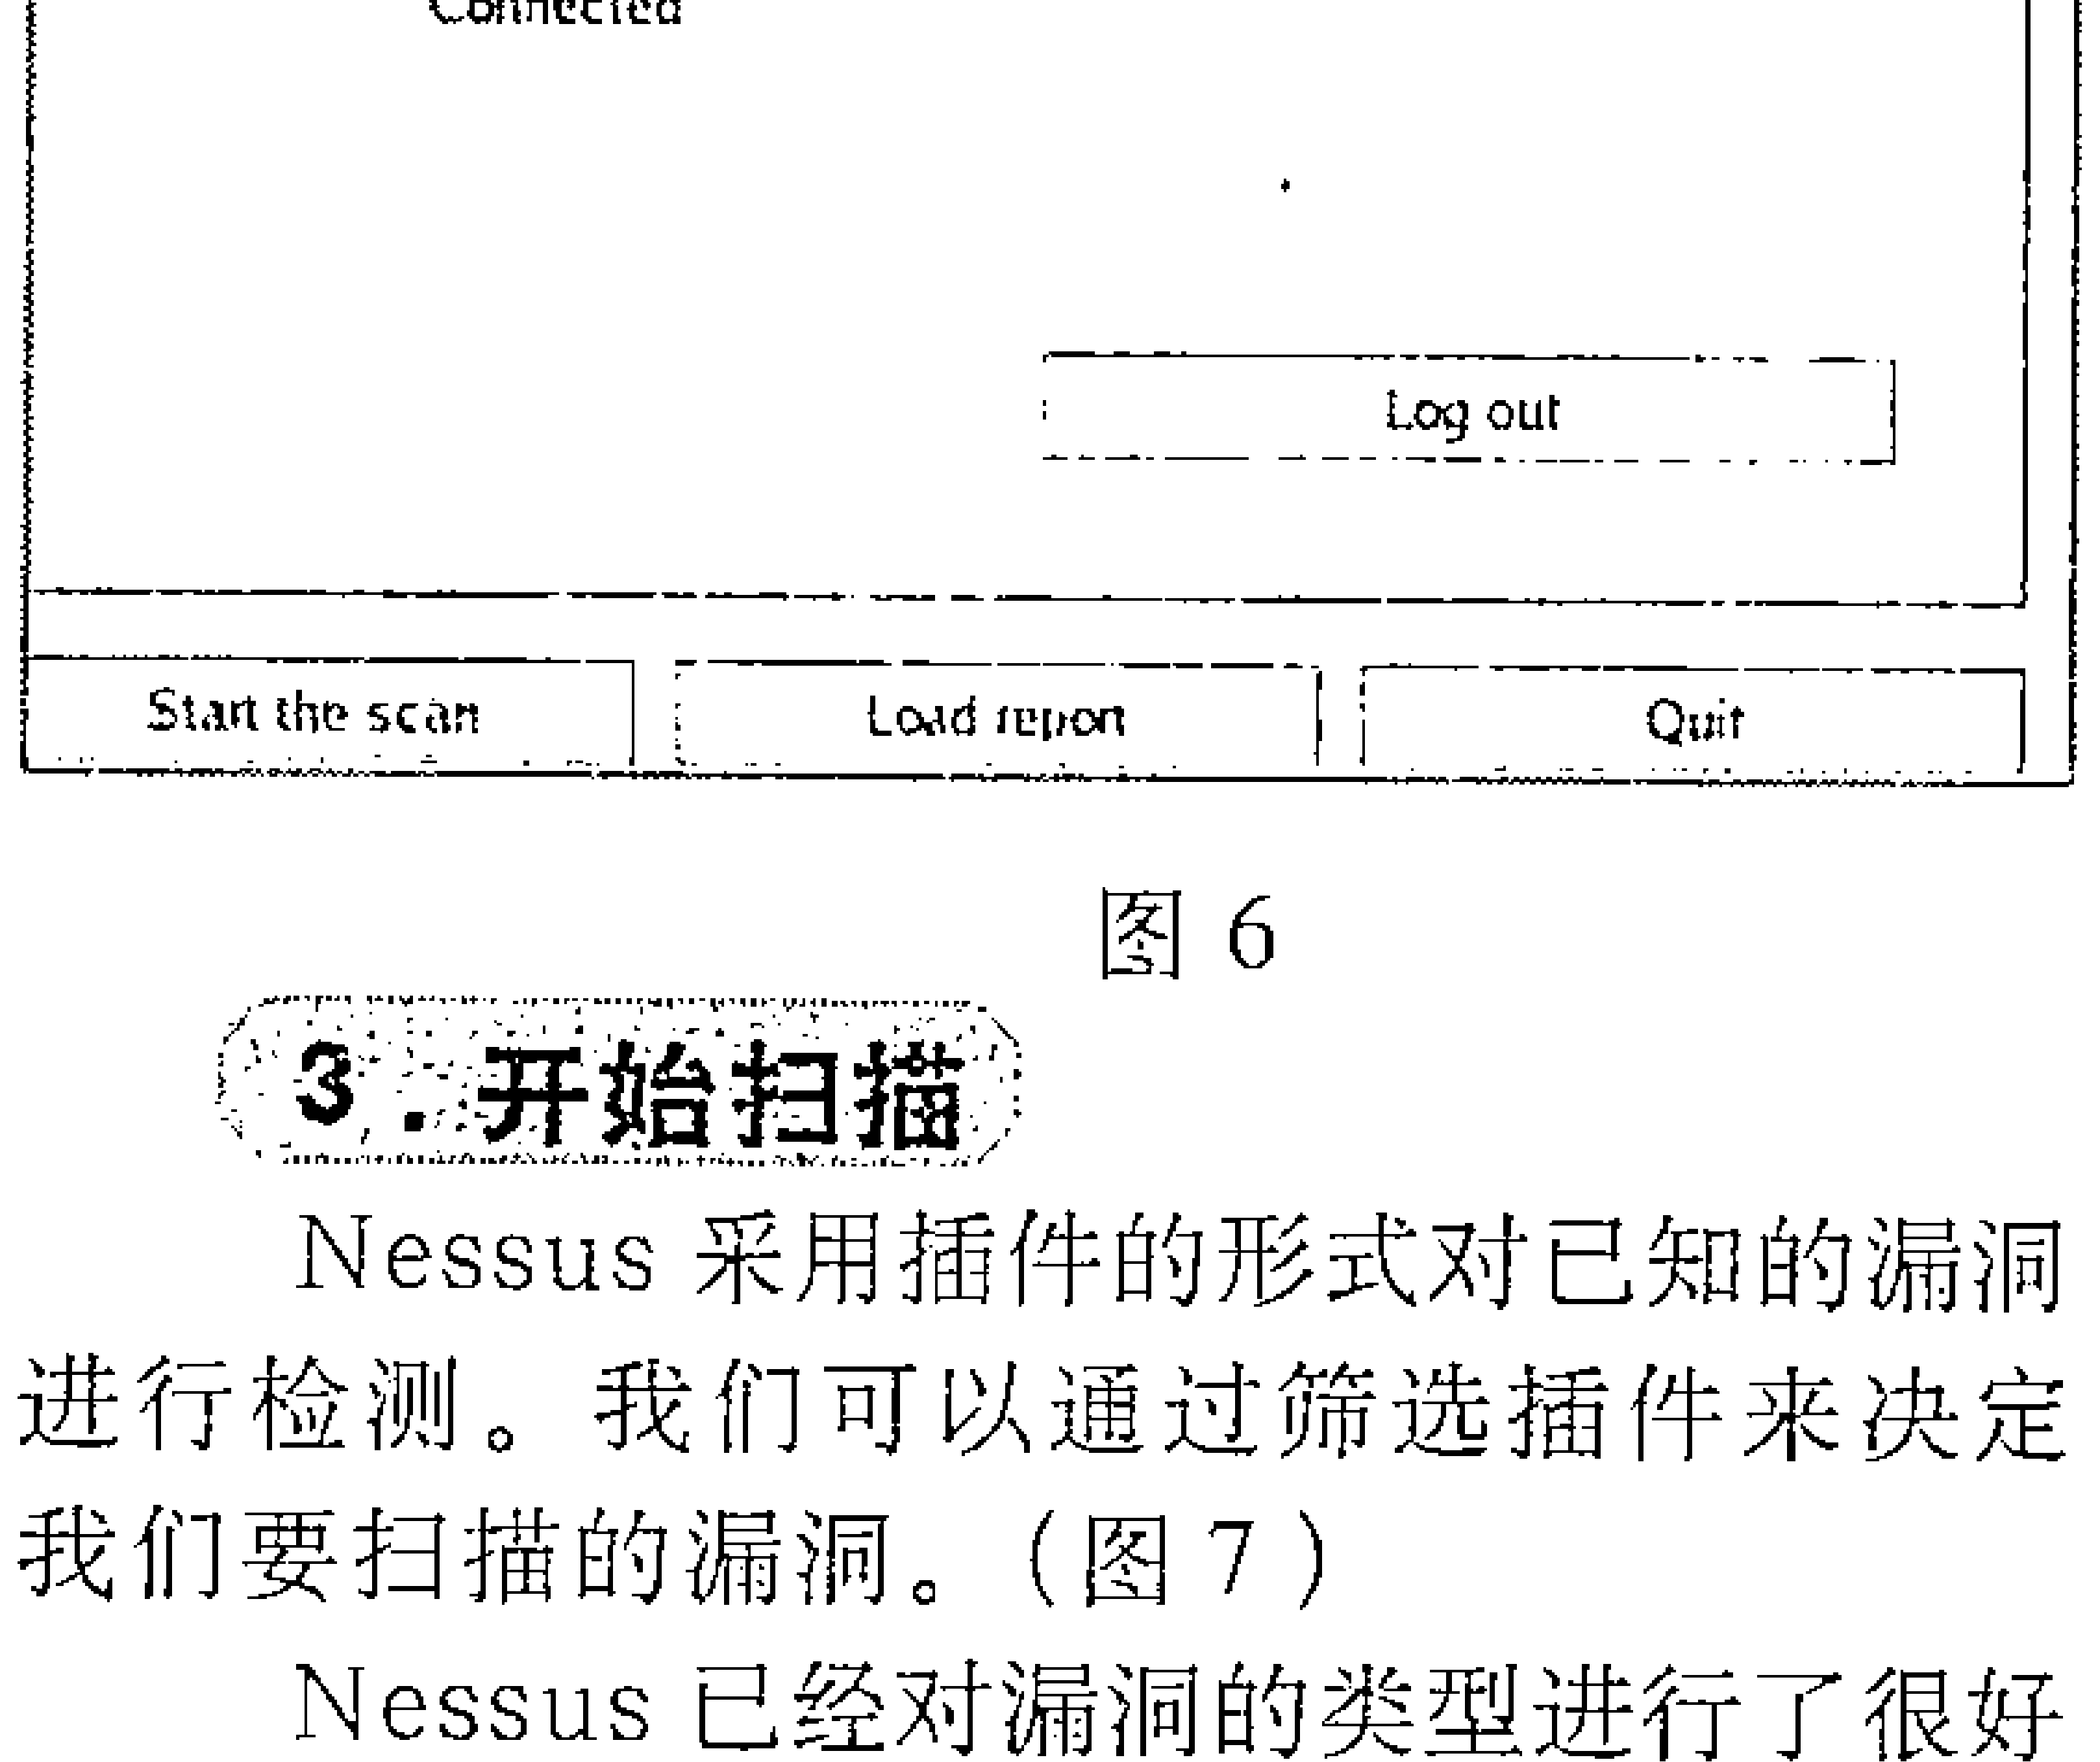 Connected
Log out
Start the scan
Load report
Quit
图 6
3．开始扫描
Nessus 采用插件的形式对已知的漏洞
进行检测。我们可以通过筛选插件来决定
我们要扫描的漏洞。(图 7)
Nessus 已经对漏洞的类型进行了很好